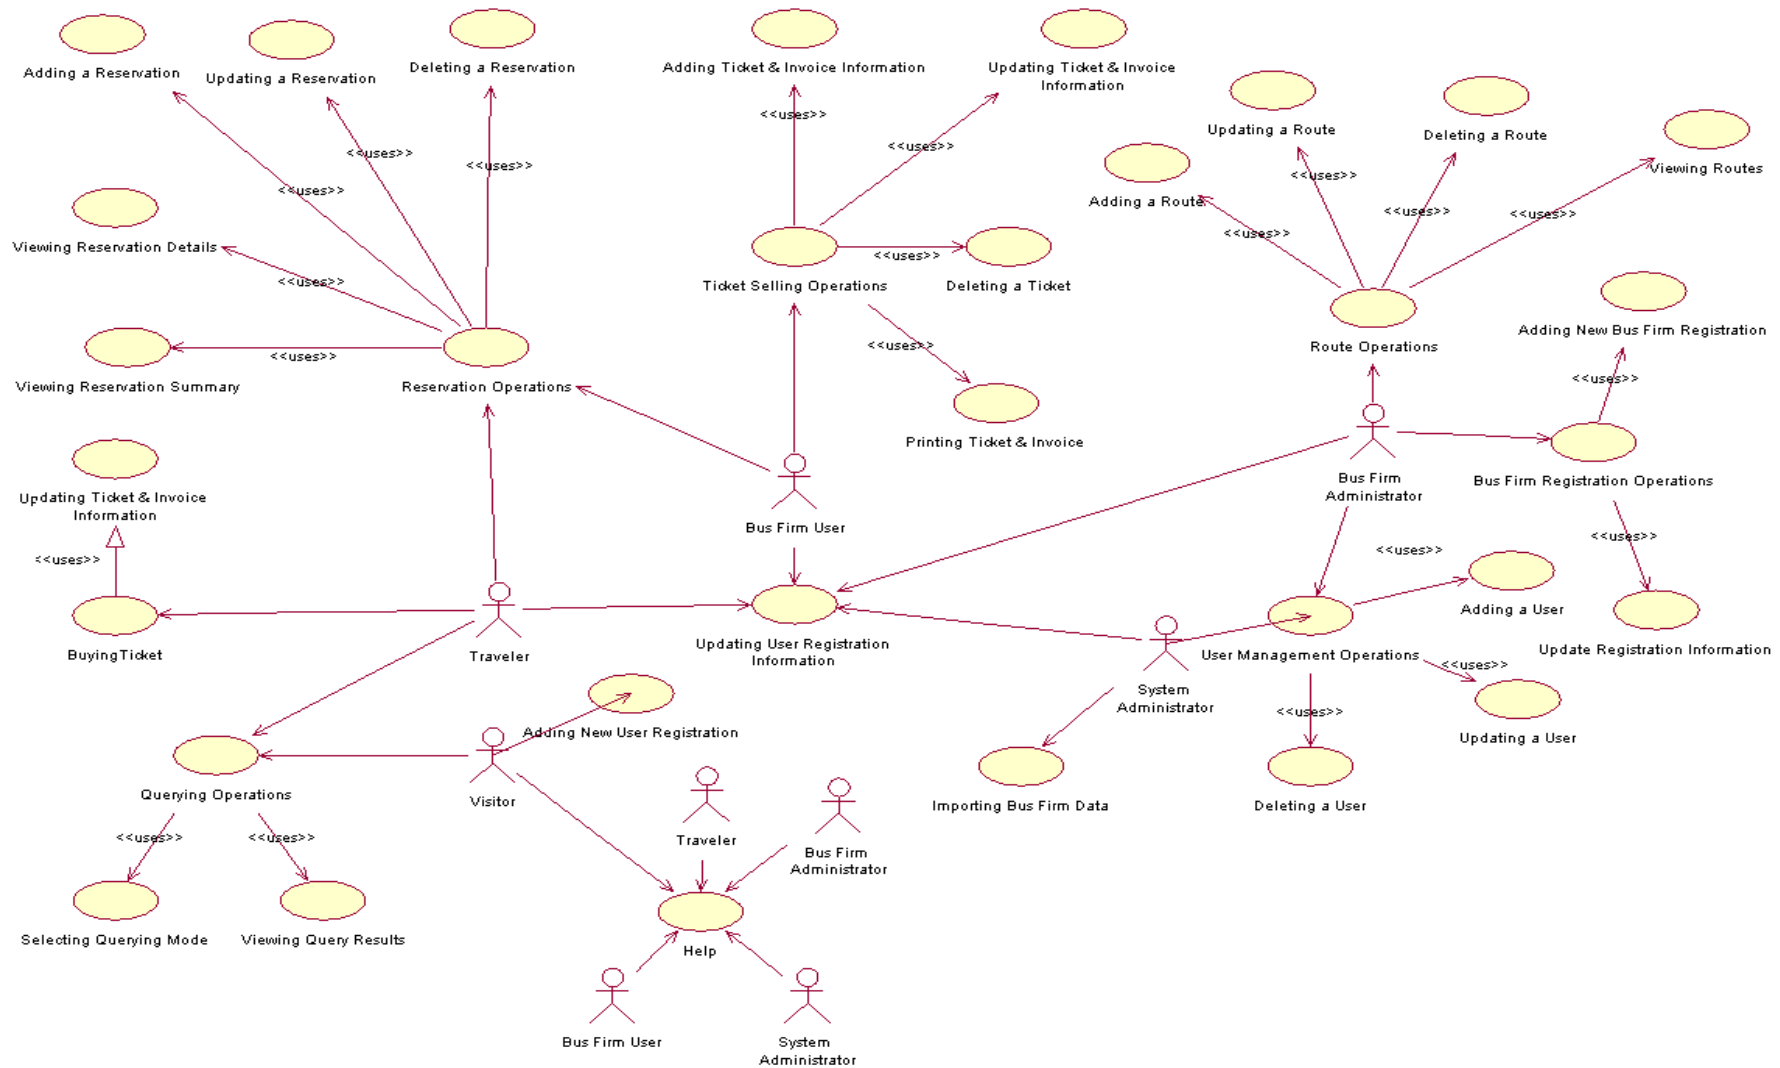 Adding a Reservation
Updating a Reservation
Deleting a Reservation
Adding Ticket & Invoice Information
Updating Ticket & Invoice
Information
Updating a Route
Deleting a Route
Viewing Routes
Adding a Route
<<uses>>
<<uses>>
<<uses>>
<<uses>>
<<uses>>
<<uses>>
<<uses>>
<<uses>>
<<uses>>
<<uses>>
Viewing Reservation Details
<<uses>>
Ticket Selling Operations
<<uses>>
Deleting a Ticket
Viewing Reservation Summary
<<uses>>
Reservation Operations
<<uses>>
Printing Ticket & Invoice
Route Operations
Adding New Bus Firm Registration
<<uses>>
Bus Firm
Administrator
Bus Firm Registration Operations
Updating Ticket & Invoice
Information
<<uses>>
Bus Firm User
<<uses>>
<<uses>>
Adding a User
BuyingTicket
Traveler
Updating User Registration
Information
User Management Operations
Update Registration Information
<<uses>>
System
Administrator
<<uses>>
Updating a User
Adding New User Registration
Querying Operations
Visitor
Importing Bus Firm Data
Deleting a User
<<uses>>
<<uses>>
Traveler
Bus Firm
Administrator
Selecting Querying Mode
Viewing Query Results
Help
Bus Firm User
System
Administrator